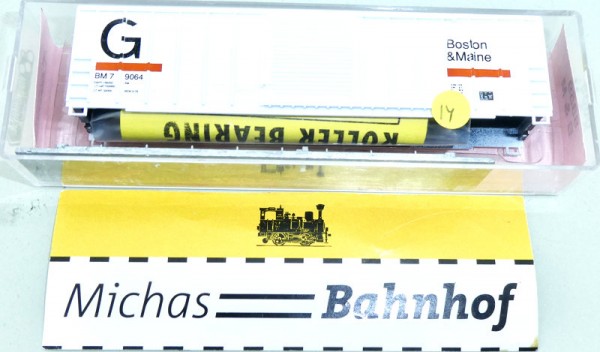 G
BM 7 9064
Boston
&Maine
14
ROLLER BEARING
Michas Bahnhof